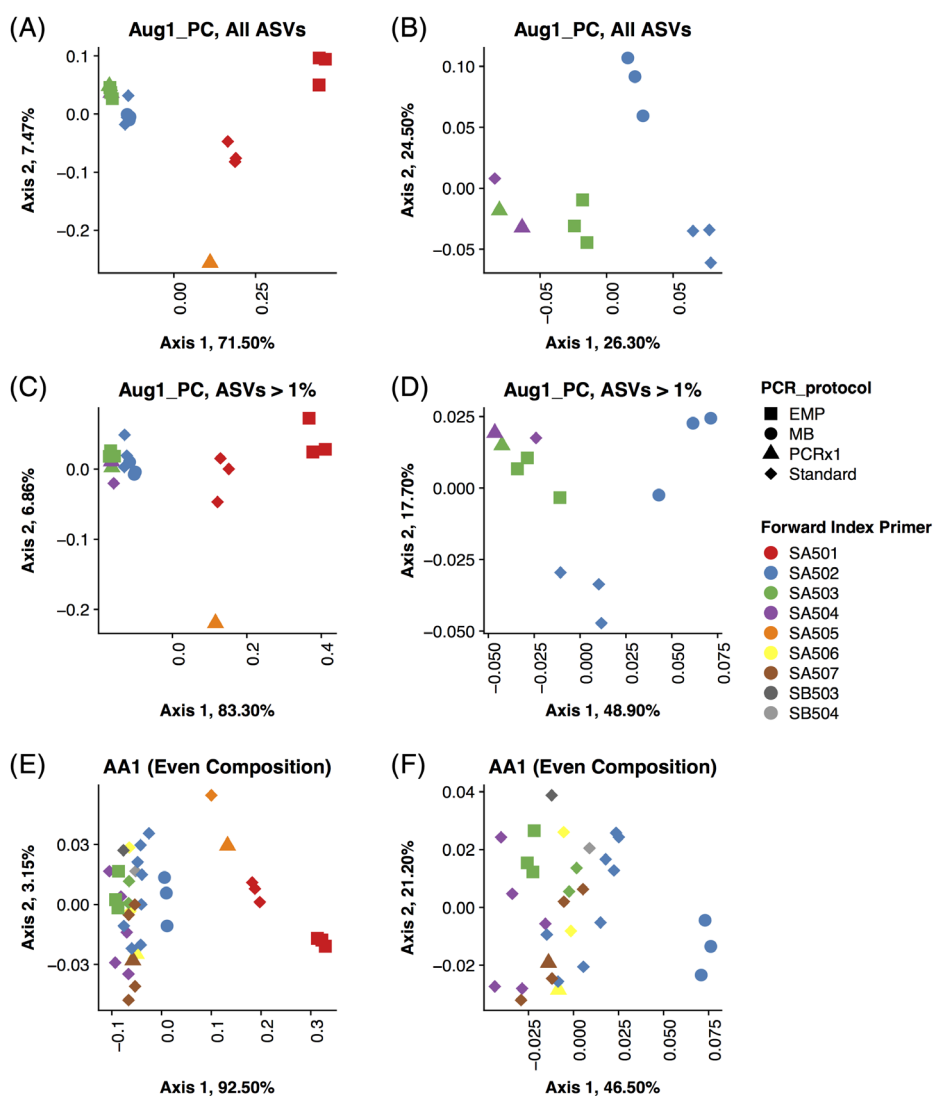 (A)
Aug1_PC, All ASVs
Axis 2, 7.47%
0.1
0.0
−0.1
−0.2
0.00
0.25
Axis 1, 71.50%
(B)
Aug1_PC, All ASVs
Axis 2, 24.50%
0.10
0.05
0.00
−0.05
−0.05
0.00
0.05
Axis 1, 26.30%
(C)
Aug1_PC, ASVs > 1%
Axis 2, 6.86%
0.0
−0.1
−0.2
0.0
0.2
0.4
Axis 1, 83.30%
(D)
Aug1_PC, ASVs > 1%
Axis 2, 17.70%
0.025
0.000
−0.025
−0.050
−0.050
−0.025
0.000
0.025
0.050
0.075
Axis 1, 48.90%
PCR_protocol
EMP
MB
PCRx1
Standard
Forward Index Primer
SA501
SA502
SA503
SA504
SA505
SA506
SA507
SB503
SB504
(E)
AA1 (Even Composition)
Axis 2, 3.15%
0.03
0.00
−0.03
−0.1
0.0
0.1
0.2
0.3
Axis 1, 92.50%
(F)
AA1 (Even Composition)
Axis 2, 21.20%
0.04
0.02
0.00
−0.02
−0.025
0.000
0.025
0.050
0.075
Axis 1, 46.50%